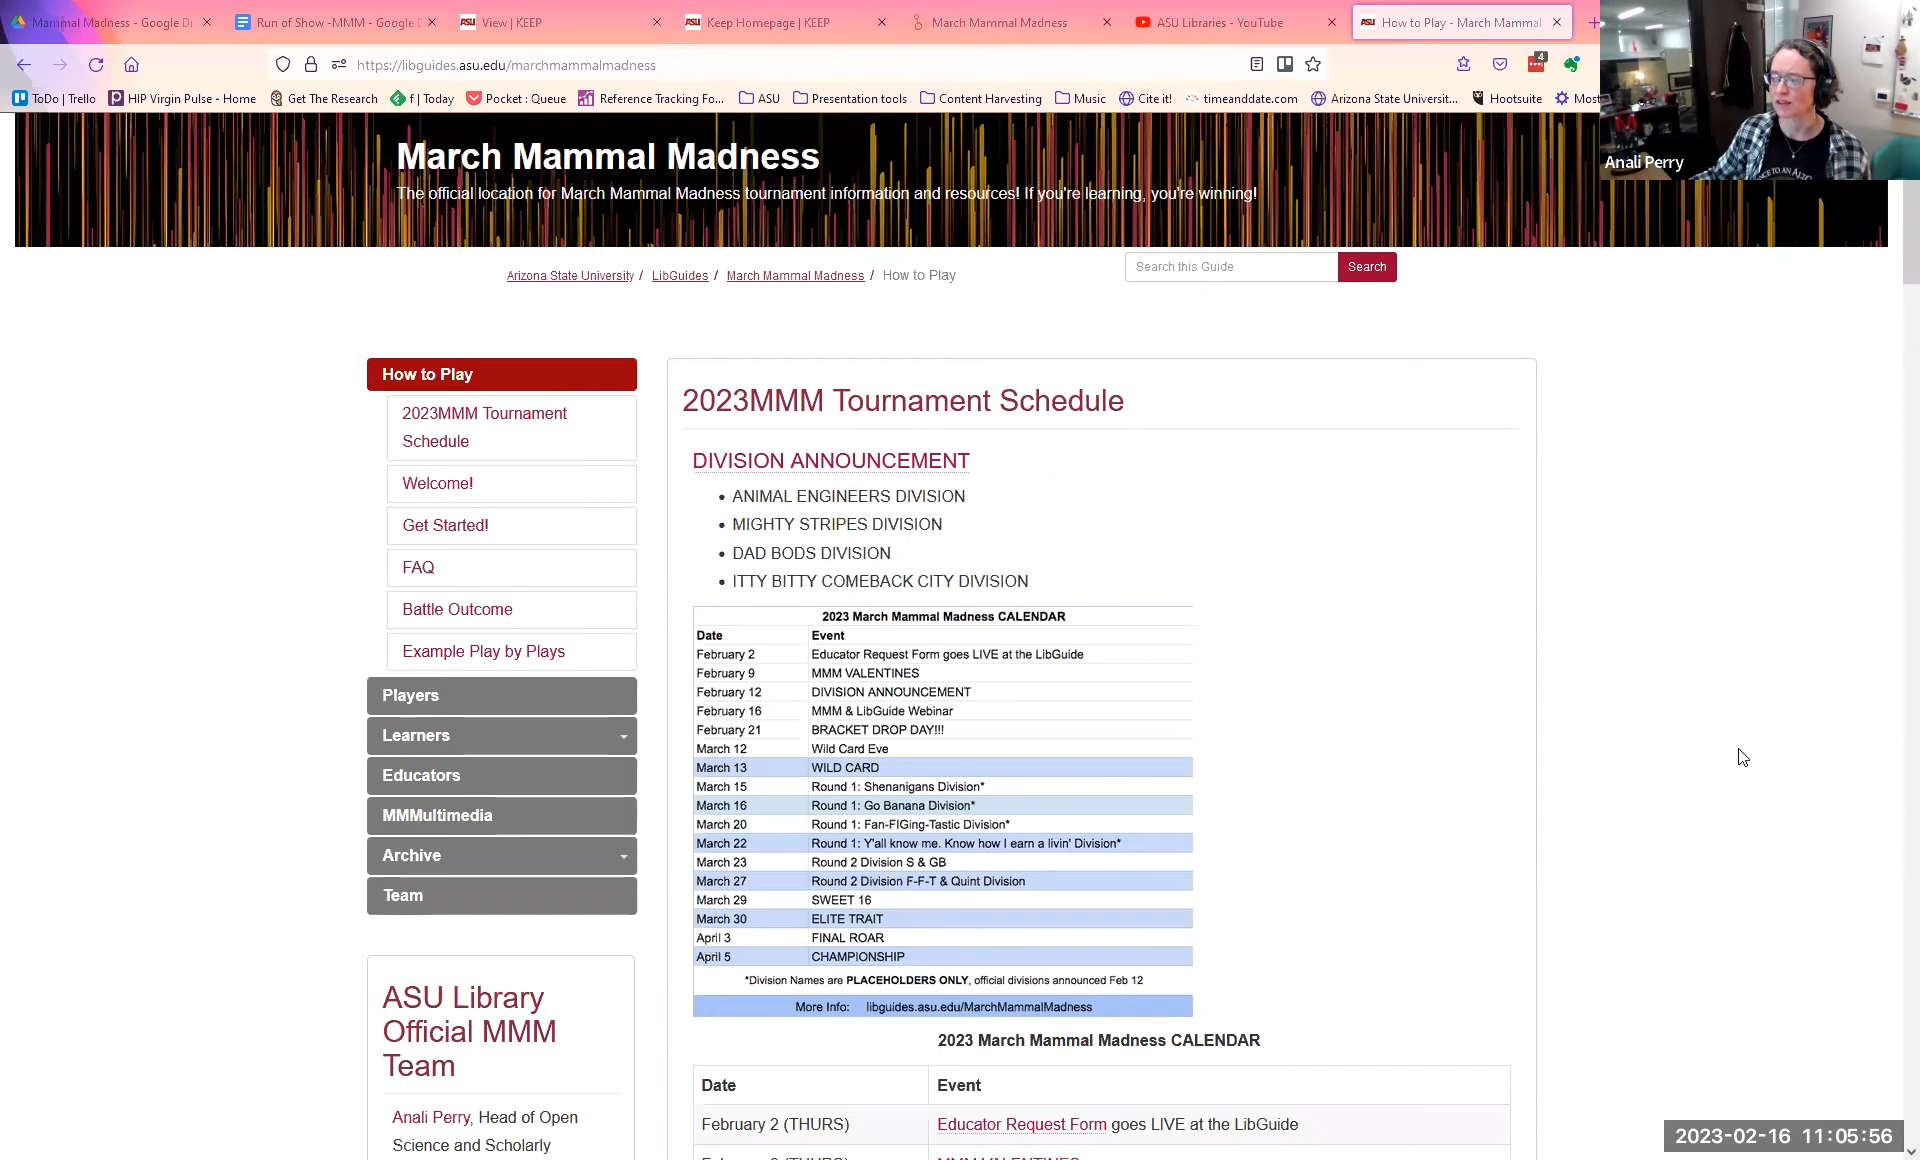 Mammal Madness - Google Dr
Run of Show -MMM - Google D
View | KEEP
Keep Homepage | KEEP
March Mammal Madness
ASU Libraries - YouTube
How to Play - March Mammal
https://libguides.asu.edu/marchmammalmadness
4
ToDo | Trello
HIP Virgin Pulse - Home
Get The Research
f | Today
Pocket : Queue
Reference Tracking Fo...
ASU
Presentation tools
Content Harvesting
Music
Cite it!
timeanddate.com
Arizona State Universit...
Hootsuite
Most
Anali Perry
March Mammal Madness
The official location for March Mammal Madness tournament information and resources! If you're learning, you're winning!
Arizona State University / LibGuides / March Mammal Madness / How to Play
Search this Guide
Search
How to Play
2023MMM Tournament
Schedule
Welcome!
Get Started!
FAQ
Battle Outcome
Example Play by Plays
Players
Learners
Educators
MMMultimedia
Archive
Team
ASU Library
Official MMM
Team
Anali Perry, Head of Open
Science and Scholarly
2023MMM Tournament Schedule
DIVISION ANNOUNCEMENT
• ANIMAL ENGINEERS DIVISION
• MIGHTY STRIPES DIVISION
• DAD BODS DIVISION
• ITTY BITTY COMEBACK CITY DIVISION
2023 March Mammal Madness CALENDAR
Date Event
February 2 Educator Request Form goes LIVE at the LibGuide
February 9 MMM VALENTINES
February 12 DIVISION ANNOUNCEMENT
February 16 MMM & LibGuide Webinar
February 21 BRACKET DROP DAY!!!
March 12 Wild Card Eve
March 13 WILD CARD
March 15 Round 1: Shenanigans Division*
March 16 Round 1: Go Banana Division*
March 20 Round 1: Fan-FIGing-Tastic Division*
March 22 Round 1: Y'all know me. Know how I earn a livin' Division*
March 23 Round 2 Division S & GB
March 27 Round 2 Division F-F-T & Quint Division
March 29 SWEET 16
March 30 ELITE TRAIT
April 3 FINAL ROAR
April 5 CHAMPIONSHIP
*Division Names are PLACEHOLDERS ONLY, official divisions announced Feb 12
More Info: libguides.asu.edu/MarchMammalMadness
2023 March Mammal Madness CALENDAR
Date Event
February 2 (THURS) Educator Request Form goes LIVE at the LibGuide
2023-02-16 11:05:56